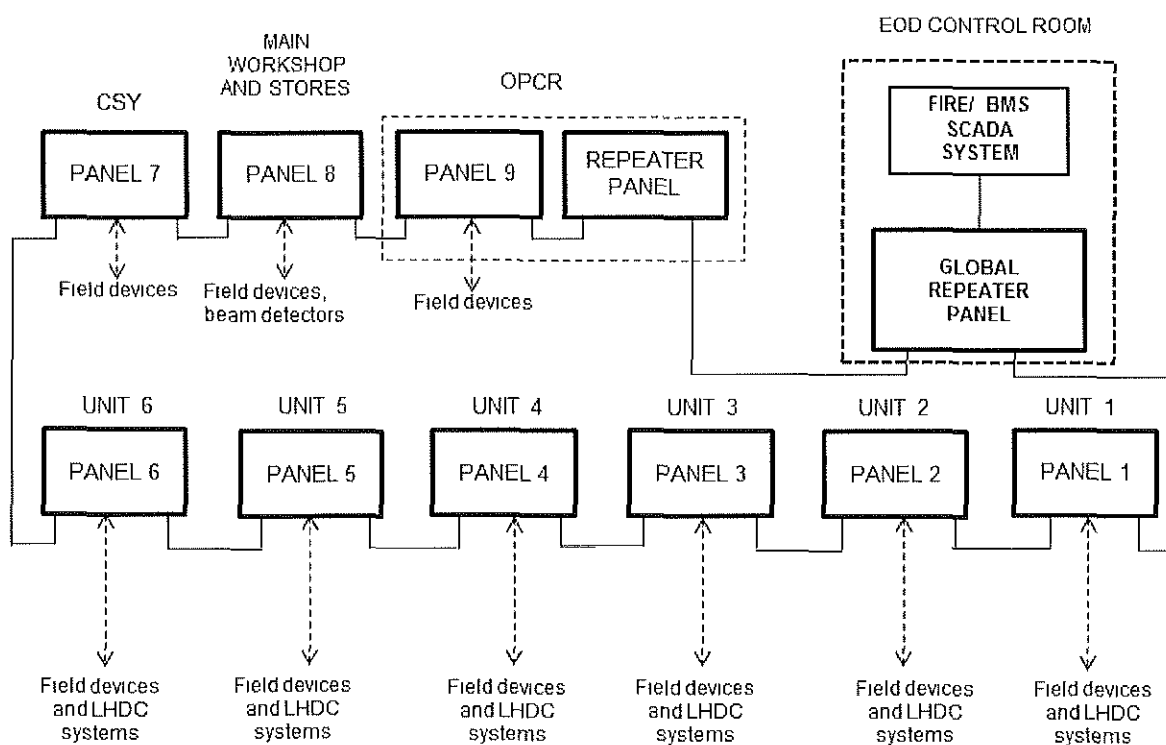 EOD CONTROL ROOM
MAIN
WORKSHOP
AND STORES
CSY
OPCR
FIRE/ BMS
SCADA
SYSTEM
PANEL 7
PANEL 8
PANEL 9
REPEATER
PANEL
GLOBAL
REPEATER
PANEL
Field devices
Field devices,
beam detectors
Field devices
UNIT 6
UNIT 5
UNIT 4
UNIT 3
UNIT 2
UNIT 1
PANEL 6
PANEL 5
PANEL 4
PANEL 3
PANEL 2
PANEL 1
Field devices
and LHDC
systems
Field devices
and LHDC
systems
Field devices
and LHDC
systems
Field devices
and LHDC
systems
Field devices
and LHDC
systems
Field devices
and LHDC
systems